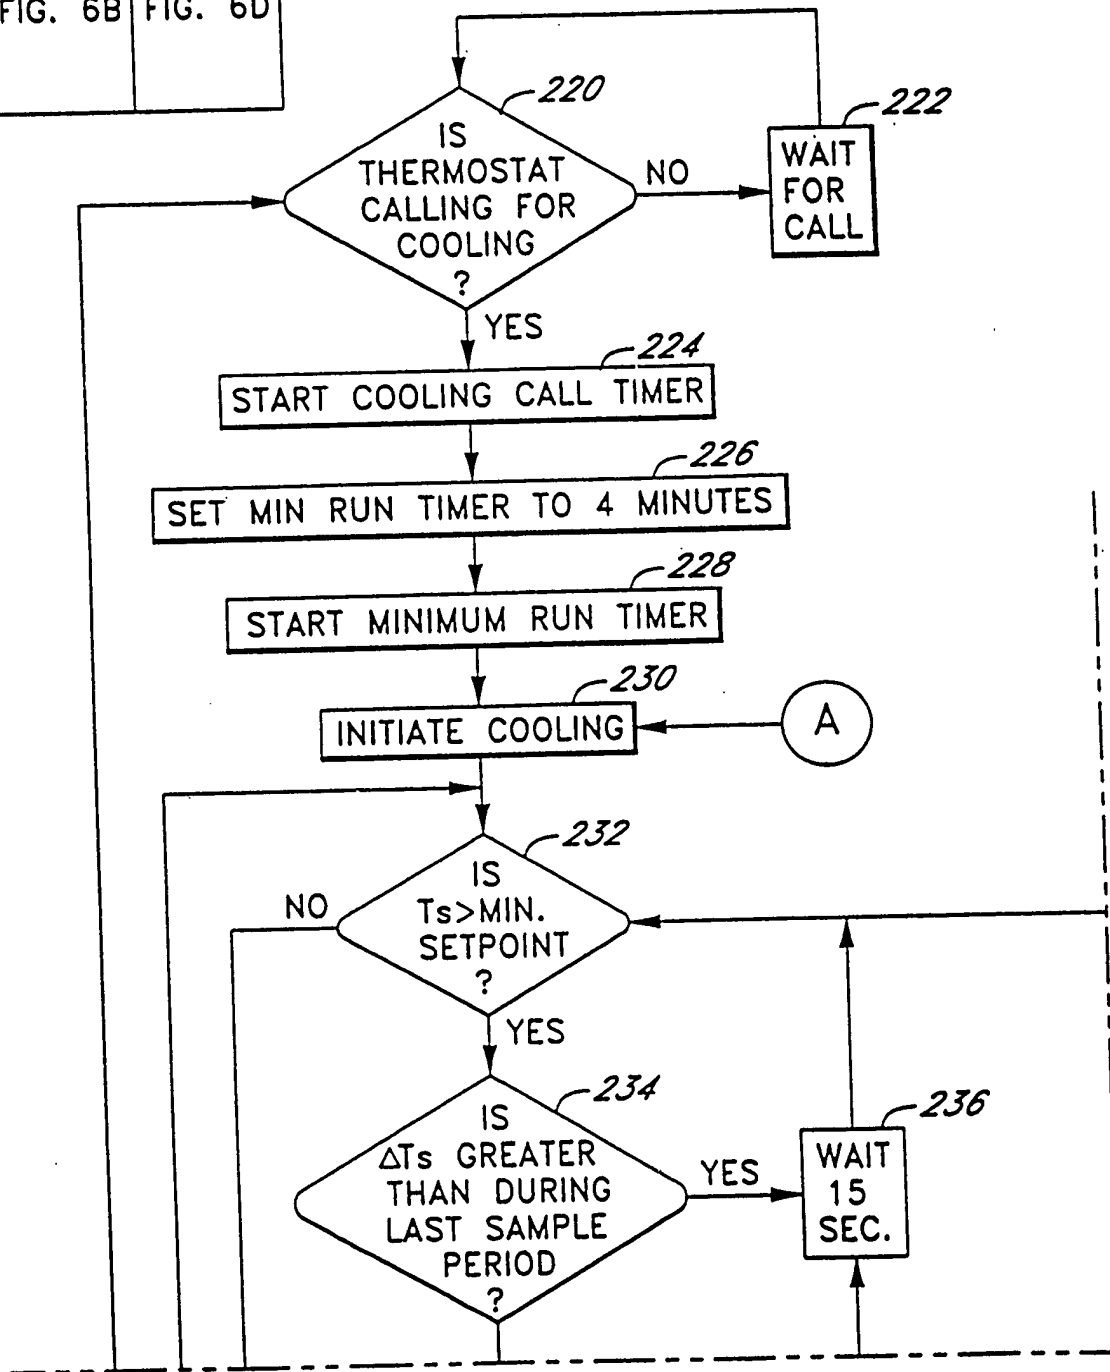 FIG. 6B FIG. 6D
220
IS
THERMOSTAT
CALLING FOR
COOLING
?
NO
222
WAIT
FOR
CALL
YES
224
START COOLING CALL TIMER
226
SET MIN RUN TIMER TO 4 MINUTES
228
START MINIMUM RUN TIMER
230
INITIATE COOLING
A
232
IS
Ts>MIN.
SETPOINT
?
NO
YES
234
IS
ΔTs GREATER
THAN DURING
LAST SAMPLE
PERIOD
?
YES
236
WAIT
15
SEC.